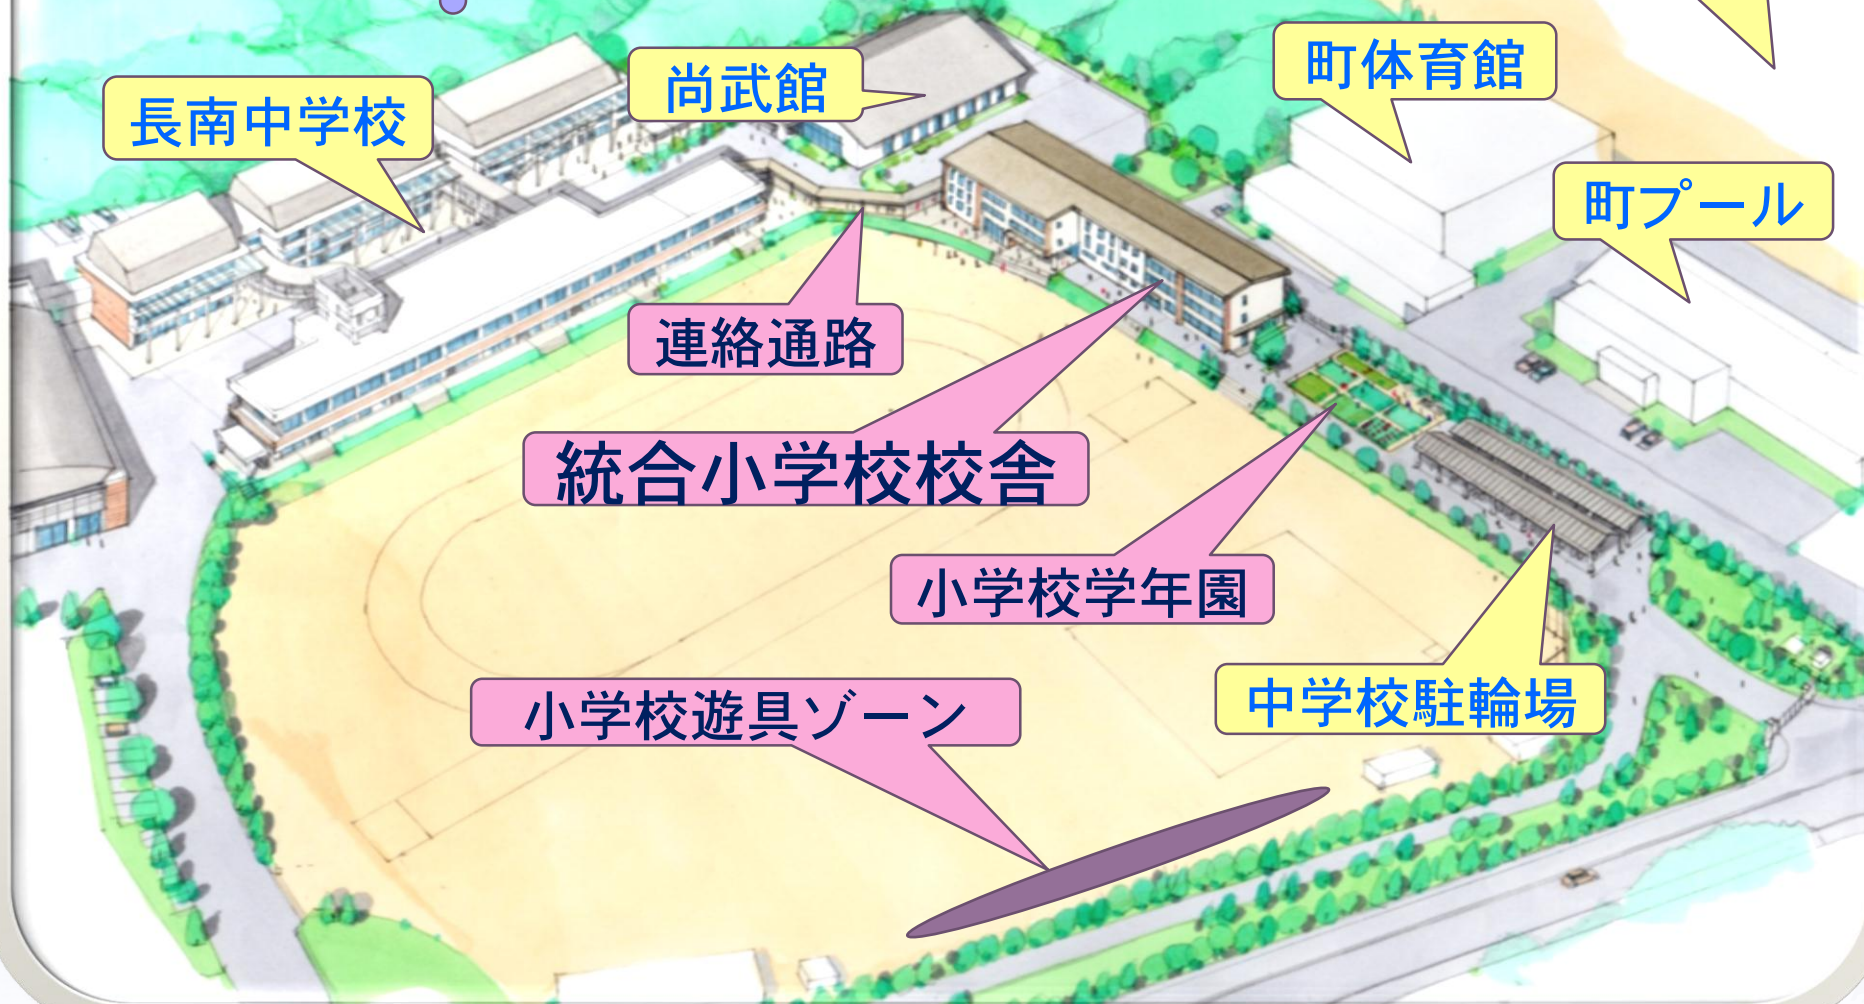 尚武館
町体育館
長南中学校
町プール
連絡通路
統合小学校校舎
小学校学年園
中学校駐輪場
小学校遊具ゾーン